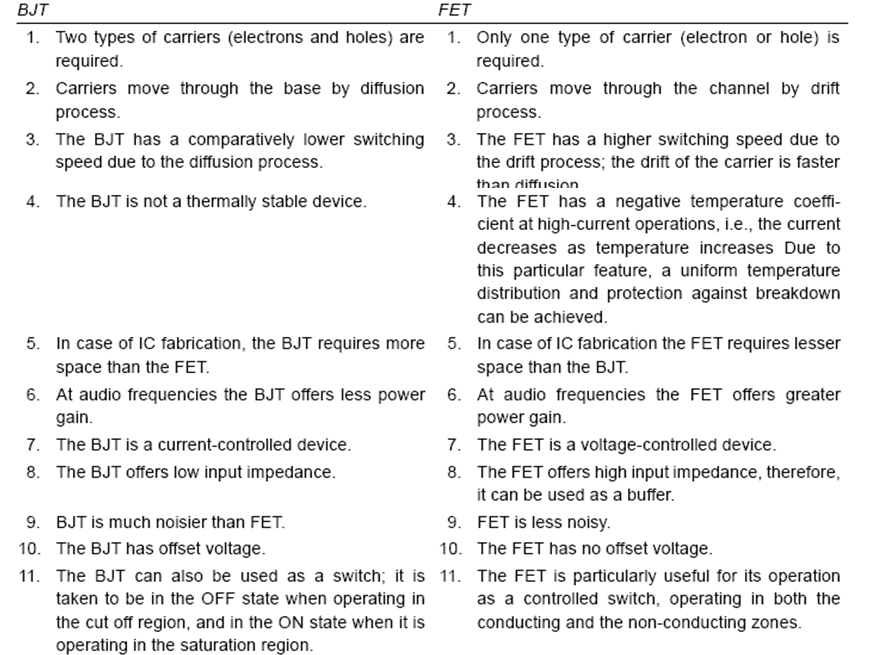 BJT FET
1. Two types of carriers (electrons and holes) are
required.
1. Only one type of carrier (electron or hole) is
required.
2. Carriers move through the base by diffusion
process.
2. Carriers move through the channel by drift
process.
3. The BJT has a comparatively lower switching
speed due to the diffusion process.
3. The FET has a higher switching speed due to
the drift process; the drift of the carrier is faster
than diffusion
4. The BJT is not a thermally stable device.
4. The FET has a negative temperature coeffi-
cient at high-current operations, i.e., the current
decreases as temperature increases Due to
this particular feature, a uniform temperature
distribution and protection against breakdown
can be achieved.
5. In case of IC fabrication, the BJT requires more
space than the FET.
5. In case of IC fabrication the FET requires lesser
space than the BJT.
6. At audio frequencies the BJT offers less power
gain.
6. At audio frequencies the FET offers greater
power gain.
7. The BJT is a current-controlled device.
7. The FET is a voltage-controlled device.
8. The BJT offers low input impedance.
8. The FET offers high input impedance, therefore,
it can be used as a buffer.
9. BJT is much noisier than FET.
9. FET is less noisy.
10. The BJT has offset voltage.
10. The FET has no offset voltage.
11. The BJT can also be used as a switch; it is
taken to be in the OFF state when operating in
the cut off region, and in the ON state when it is
operating in the saturation region.
11. The FET is particularly useful for its operation
as a controlled switch, operating in both the
conducting and the non-conducting zones.